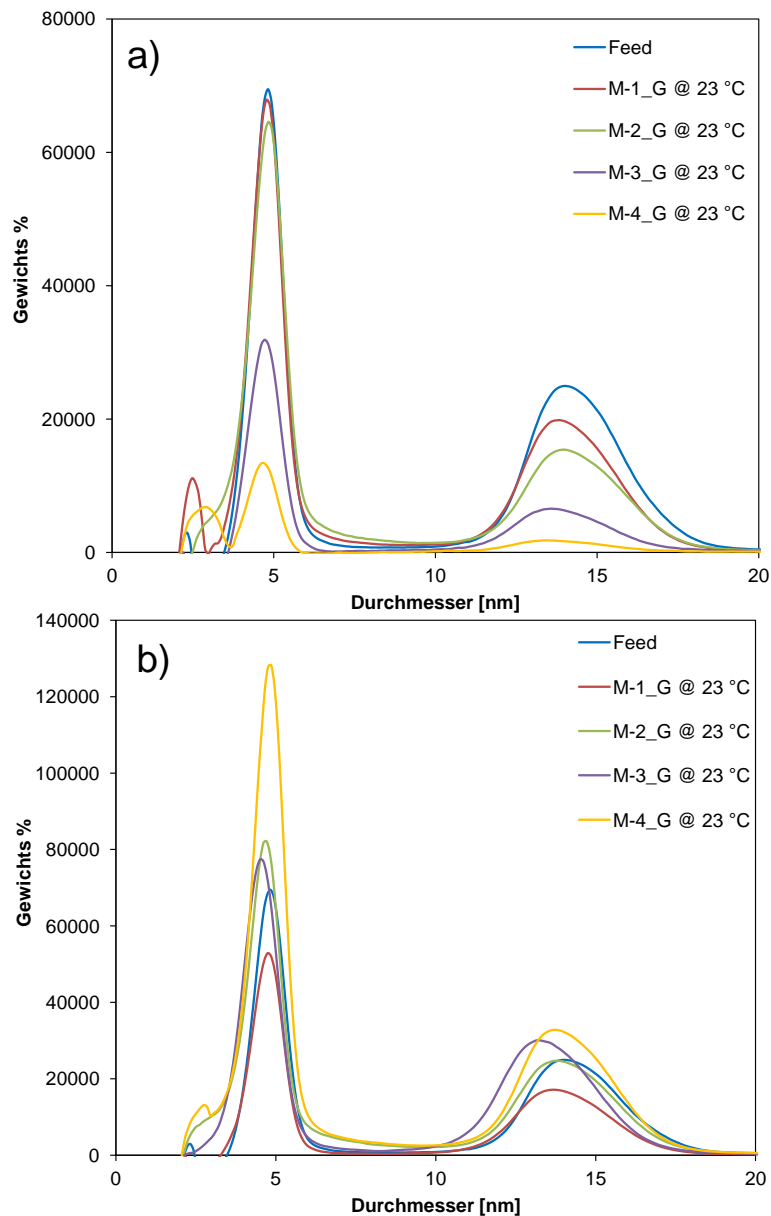 a)
80000
60000
40000
20000
0
Gewichts %
0 5 10 15 20
Durchmesser [nm]
Feed
M-1_G @ 23 °C
M-2_G @ 23 °C
M-3_G @ 23 °C
M-4_G @ 23 °C
b)
140000
120000
100000
80000
60000
40000
20000
0
Gewichts %
0 5 10 15 20
Durchmesser [nm]
Feed
M-1_G @ 23 °C
M-2_G @ 23 °C
M-3_G @ 23 °C
M-4_G @ 23 °C